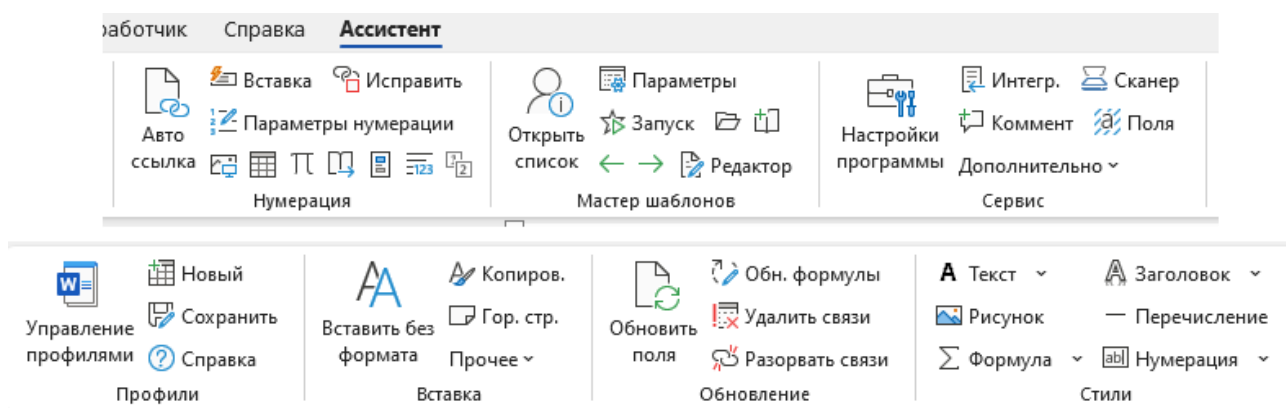 работчик Справка Ассистент
Авто ссылка
Вставка Исправить
Параметры нумерации
Нумерация
Открыть список
Параметры
Запуск
Редактор
Мастер шаблонов
Настройки программы
Интегр. Сканер
Коммент Поля
Дополнительно
Сервис
Управление профилями
Новый
Сохранить
Справка
Профили
Вставить без формата
Копиров.
Гор. стр.
Прочее
Вставка
Обновить поля
Обн. формулы
Удалить связи
Разорвать связи
Обновление
Текст Заголовок
Рисунок Перечисление
Формула Нумерация
Стили